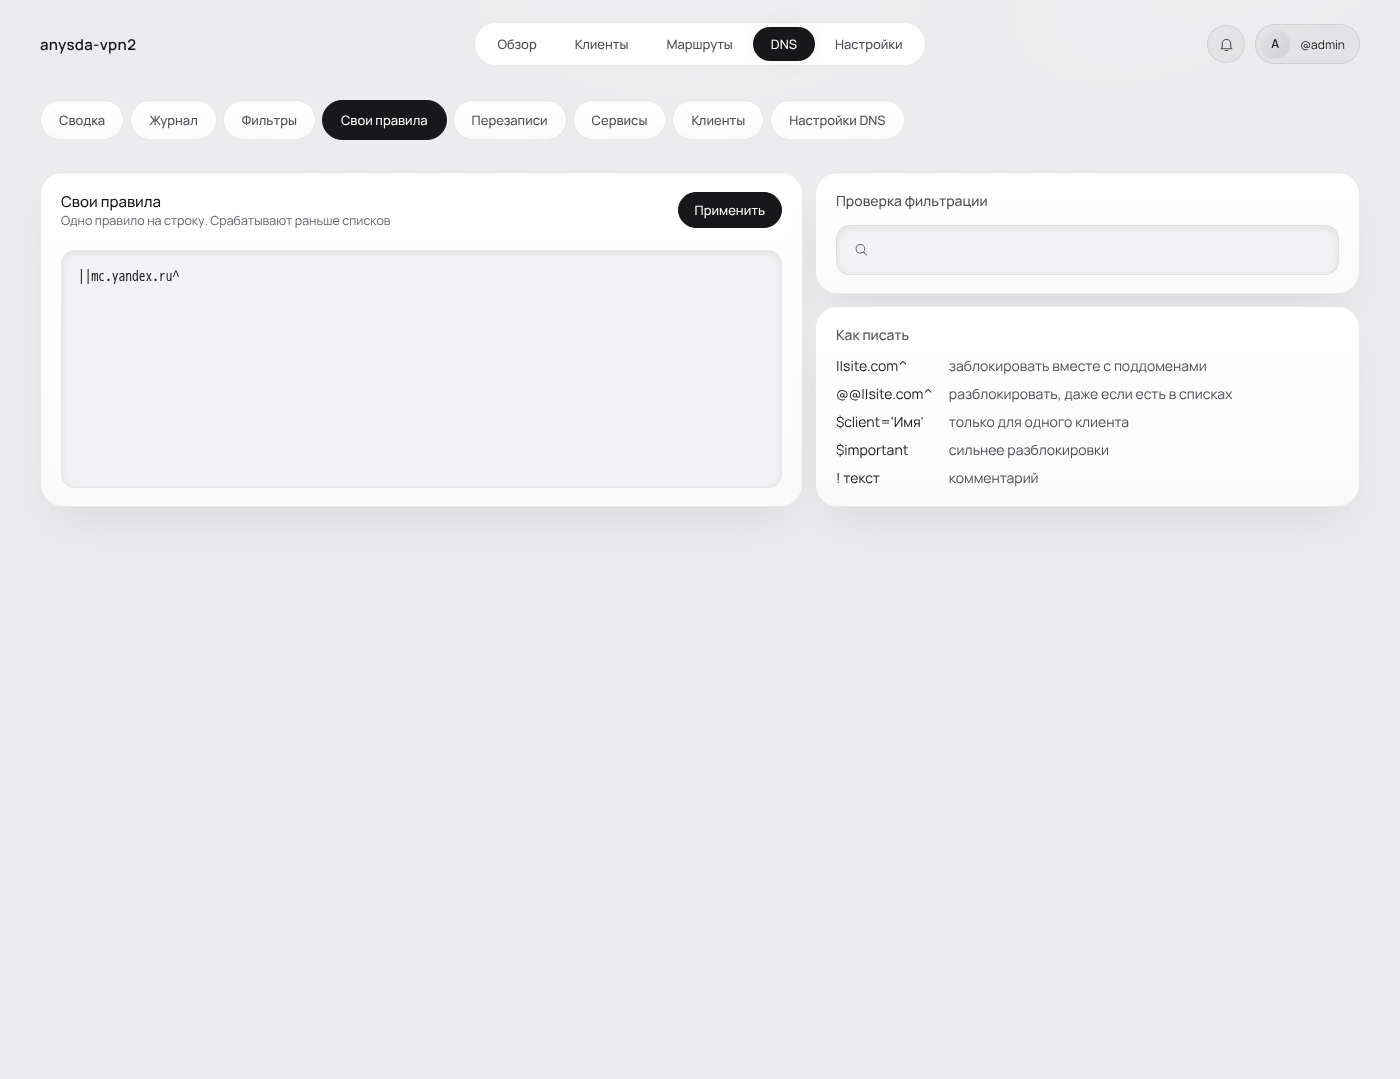 anysda-vpn2
Обзор
Клиенты
Маршруты
DNS
Настройки
A
@admin
Сводка
Журнал
Фильтры
Свои правила
Перезаписи
Сервисы
Клиенты
Настройки DNS
Свои правила
Одно правило на строку. Срабатывают раньше списков
Применить
||mc.yandex.ru^
Проверка фильтрации
Как писать
||site.com^ заблокировать вместе с поддоменами
@@||site.com^ разблокировать, даже если есть в списках
$client='Имя' только для одного клиента
$important сильнее разблокировки
! текст комментарий